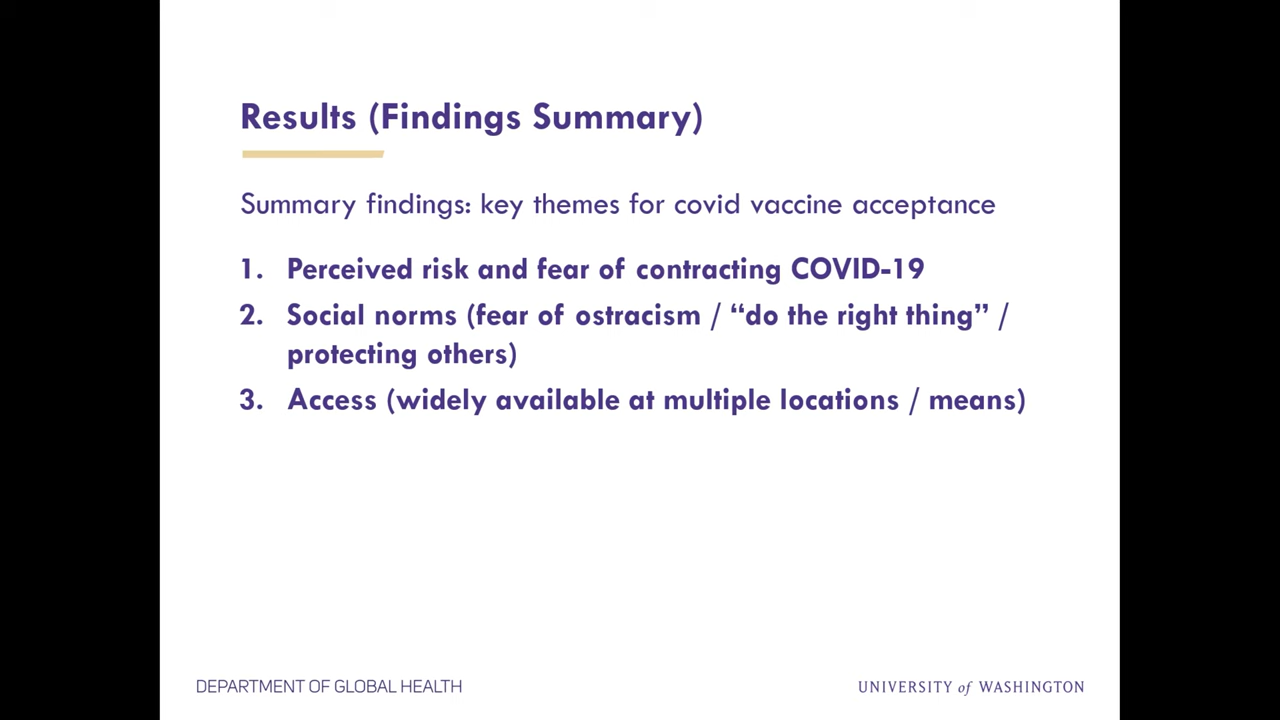 Results (Findings Summary)
Summary findings: key themes for covid vaccine acceptance
1. Perceived risk and fear of contracting COVID-19
2. Social norms (fear of ostracism / “do the right thing” /
protecting others)
3. Access (widely available at multiple locations / means)
DEPARTMENT OF GLOBAL HEALTH
UNIVERSITY of WASHINGTON